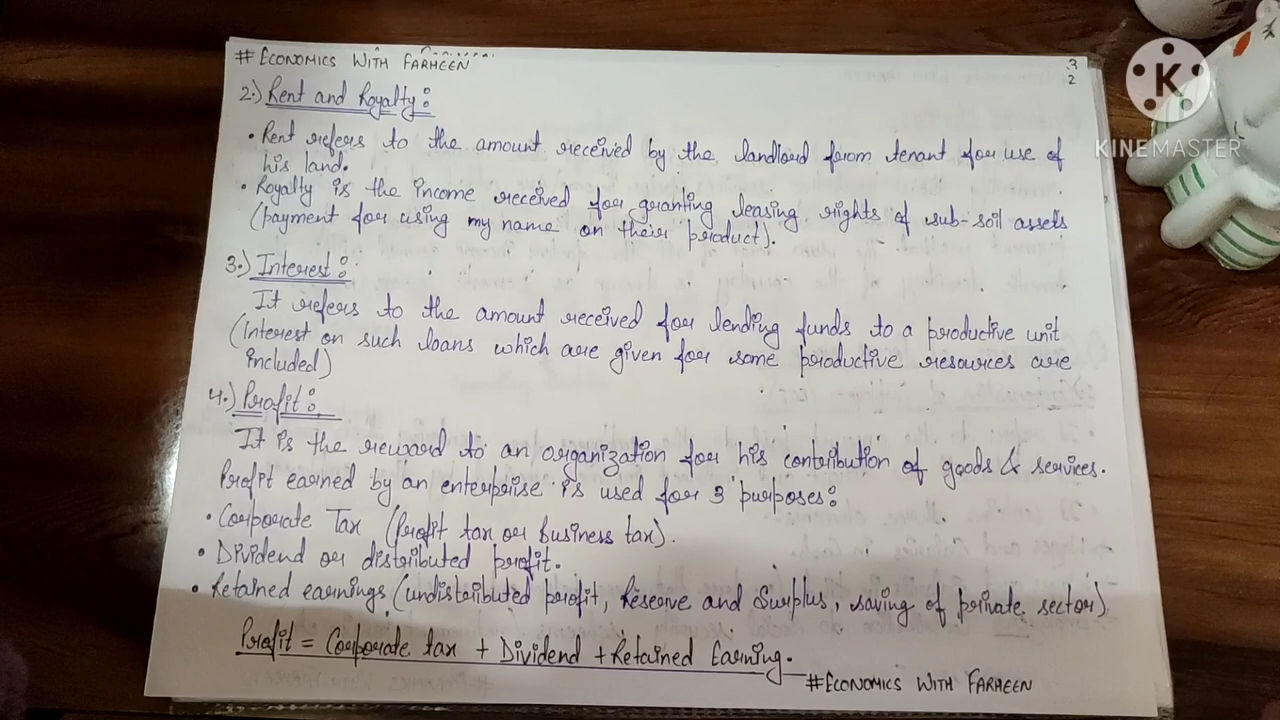 # ECONOMICS WITH FARHEEN
2
2.) Rent and Royalty:
• Rent refers to the amount received by the landlord from tenant for use of
his land.
• Royalty is the income received for granting leasing rights of sub-soil assets
(payment for using my name on their product).
3.) Interest:
It refers to the amount received for lending funds to a productive unit
(Interest on such loans which are given for some productive resources are
included)
4.) Profit:
It is the reward to an organization for his contribution of goods & services.
Profit earned by an enterprise is used for 3 purposes:
• Corporate Tax (Profit tax or Business tax).
• Dividend or distributed profit.
• Retained earnings (undistributed profit, Reserve and Surplus, saving of private sector)
Profit = Corporate tax + Dividend + Retained Earning.
# ECONOMICS WITH FARHEEN
K
KINEMASTER